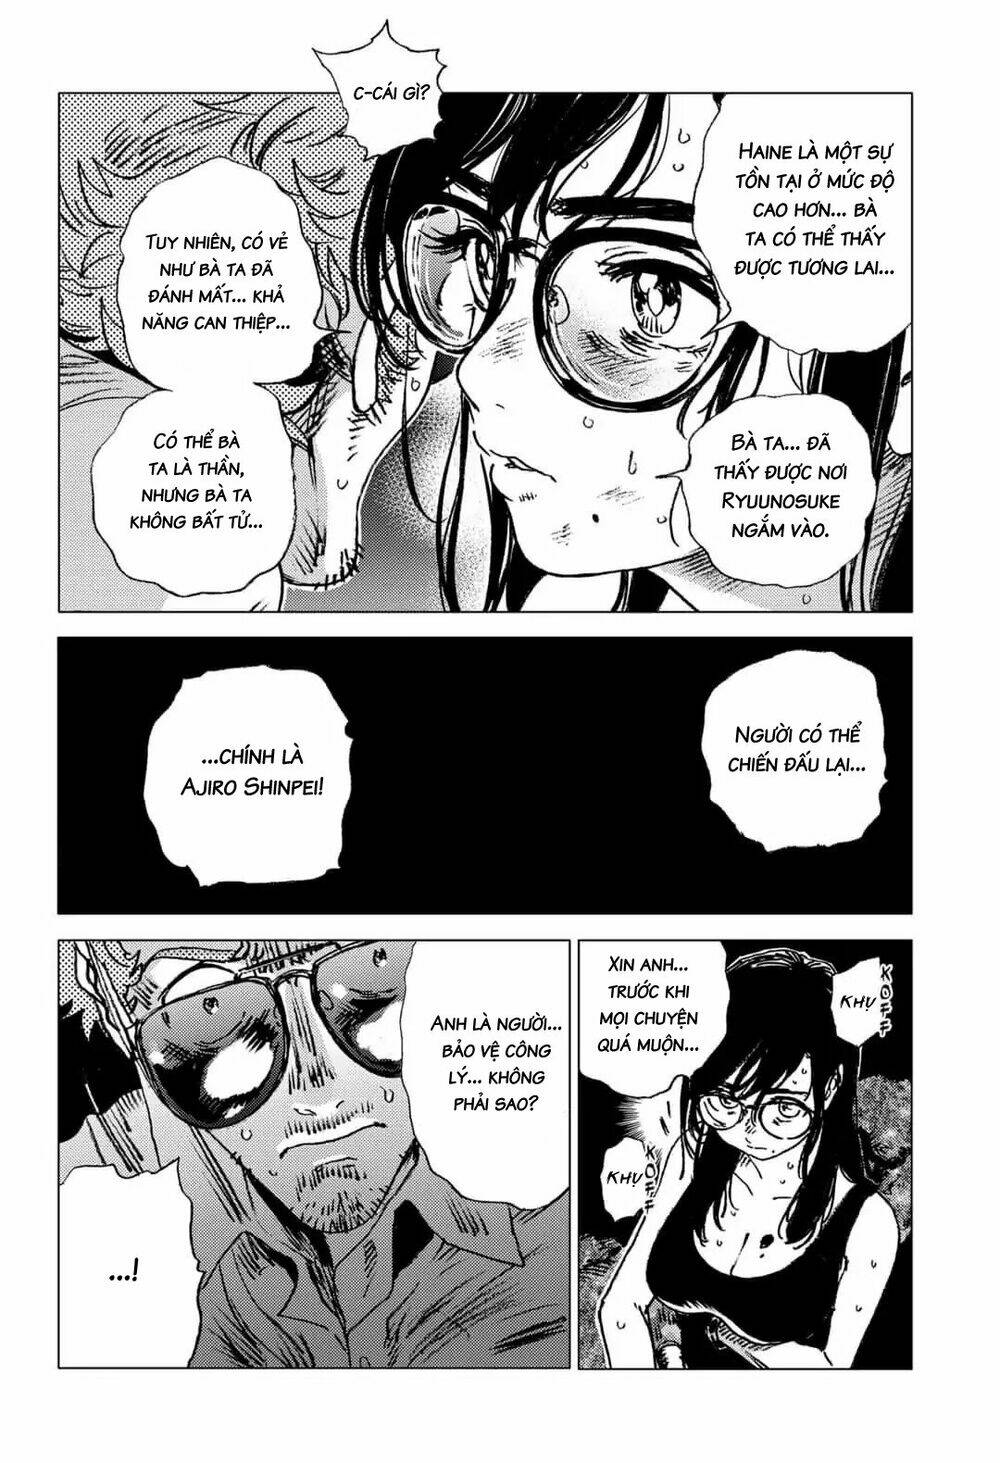 C-CÁI GÌ?
HAINE LÀ MỘT SỰ
TỒN TẠI Ở MỨC ĐỘ
CAO HƠN... BÀ
TA CÓ THỂ THẤY
ĐƯỢC TƯƠNG LAI...
BÀ TA... ĐÃ
THẤY ĐƯỢC NƠI
RYUUNOSUKE
NGẮM VÀO.
TUY NHIÊN, CÓ VẺ
NHƯ BÀ TA ĐÃ
ĐÁNH MẤT... KHẢ
NĂNG CAN THIỆP...
CÓ THỂ BÀ
TA LÀ THẦN,
NHƯNG BÀ TA
KHÔNG BẤT TỬ...
NGƯỜI CÓ THỂ
CHIẾN ĐẤU LẠI...
...CHÍNH LÀ
AJIRO SHINPEI!
KOFF
KHỤ
XIN ANH...
TRƯỚC KHI
MỌI CHUYỆN
QUÁ MUỘN...
KHỤ
KOFF
ANH LÀ NGƯỜI...
BẢO VỆ CÔNG
LÝ... KHÔNG
PHẢI SAO?
...!